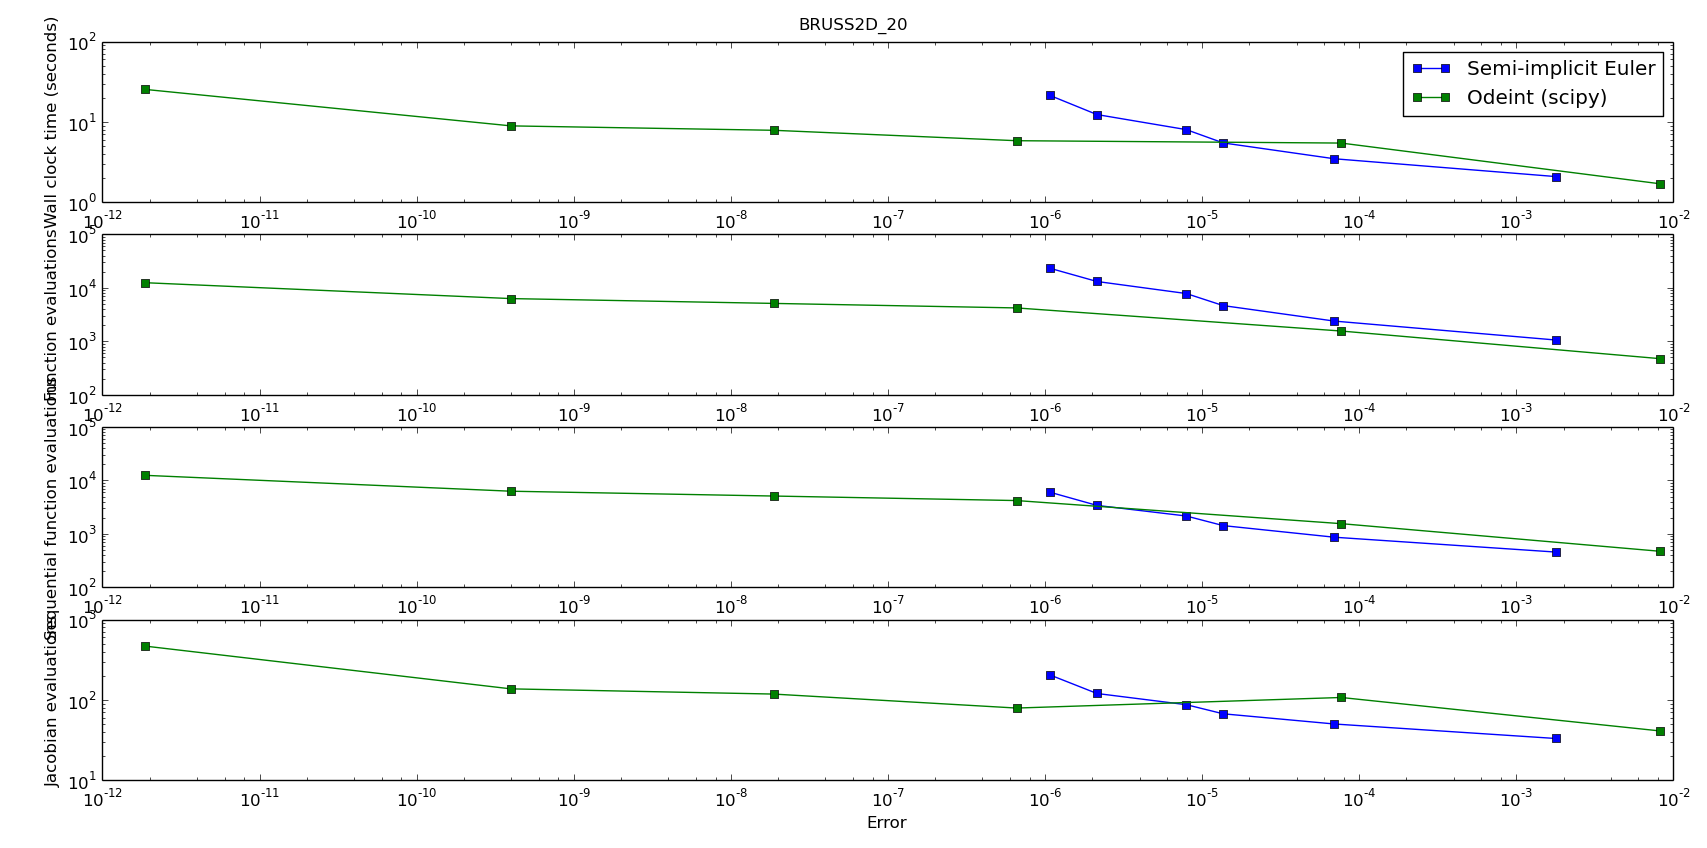 BRUSS2D_20
Wall clock time (seconds)
10^2
10^1
10^0
Semi-implicit Euler
Odeint (scipy)
10^-12 10^-11 10^-10 10^-9 10^-8 10^-7 10^-6 10^-5 10^-4 10^-3 10^-2
Function evaluations
10^5
10^4
10^3
10^2
10^-12 10^-11 10^-10 10^-9 10^-8 10^-7 10^-6 10^-5 10^-4 10^-3 10^-2
Sequential function evaluations
10^5
10^4
10^3
10^2
10^-12 10^-11 10^-10 10^-9 10^-8 10^-7 10^-6 10^-5 10^-4 10^-3 10^-2
Jacobian evaluations
10^3
10^2
10^1
10^-12 10^-11 10^-10 10^-9 10^-8 10^-7 10^-6 10^-5 10^-4 10^-3 10^-2
Error